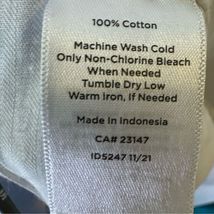 100% Cotton
Machine Wash Cold
Only Non-Chlorine Bleach
When Needed
Tumble Dry Low
Warm Iron, If Needed
Made In Indonesia
CA# 23147
ID5247 11/21